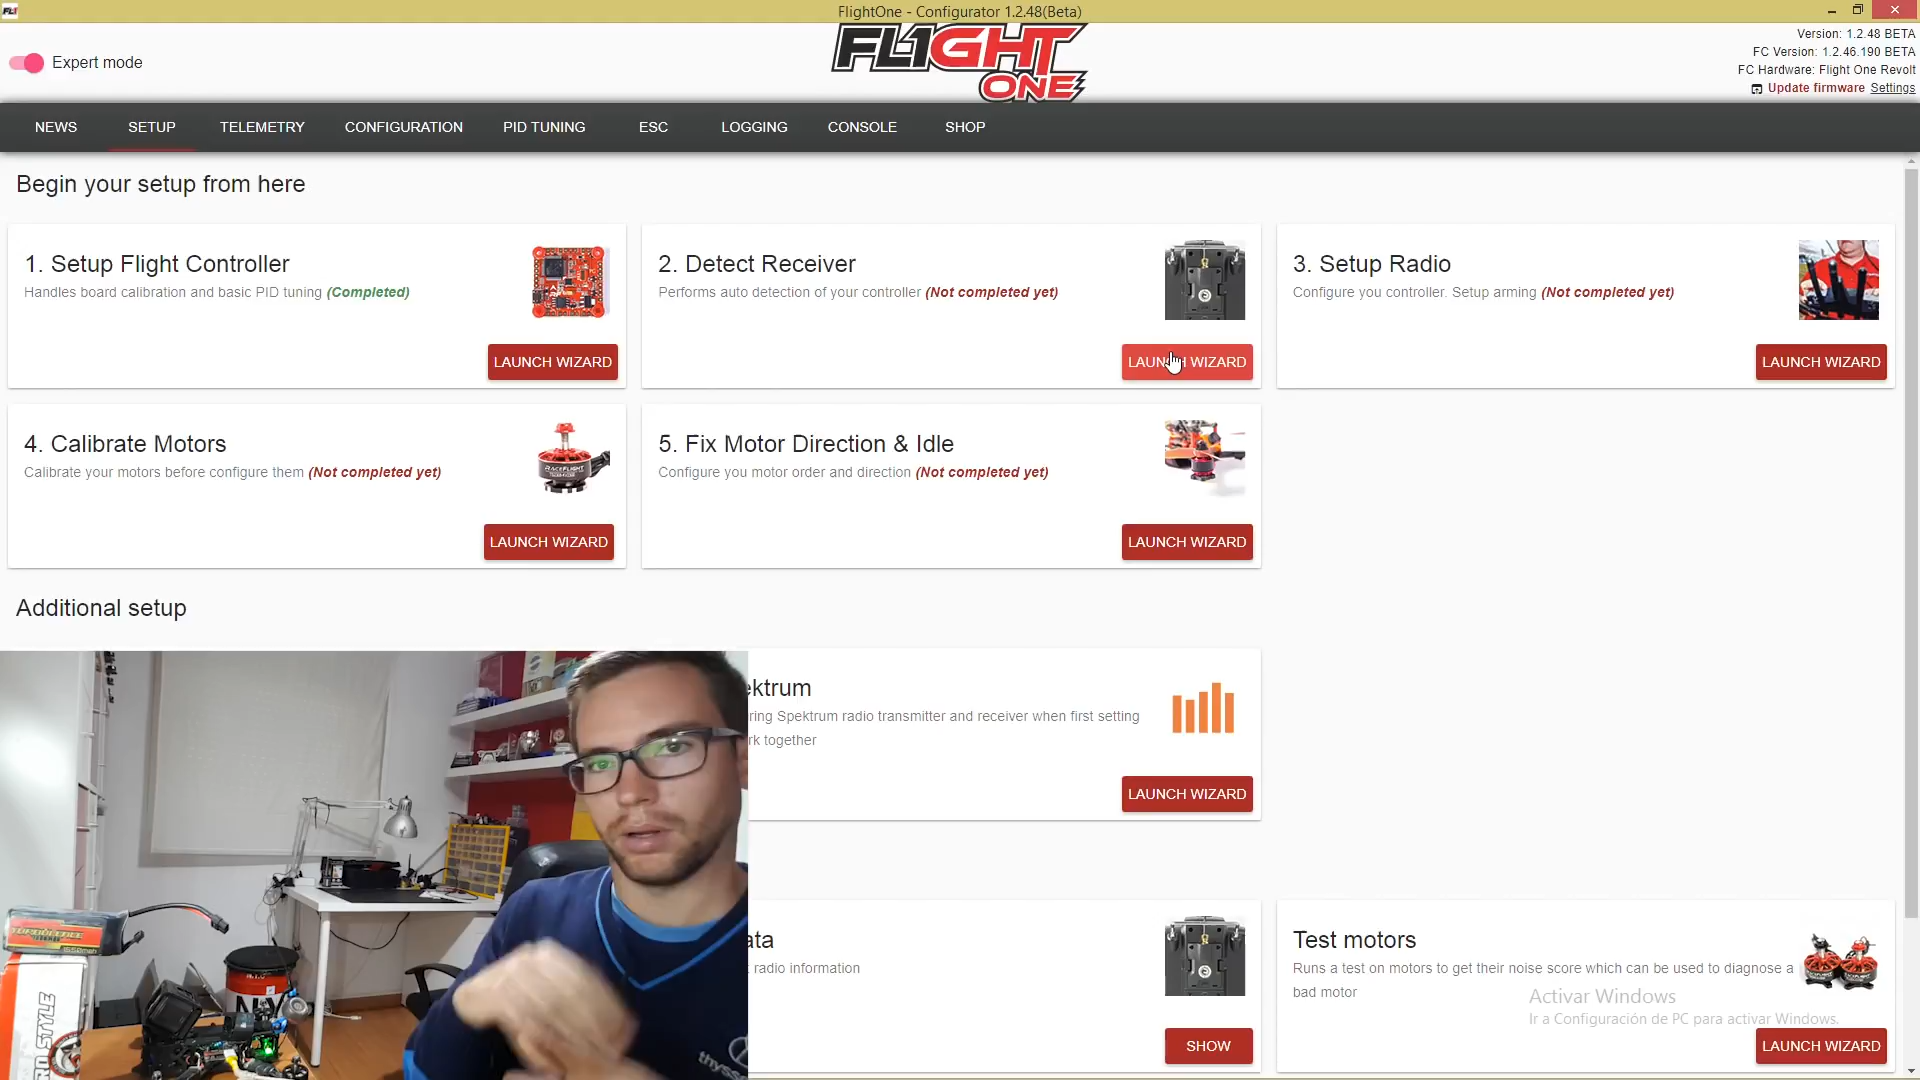 FlightOne - Configurator 1.2.48(Beta)
Expert mode
FL1GHT
ONE
Version: 1.2.48 BETA
FC Version: 1.2.46.190 BETA
FC Hardware: Flight One Revolt
Update firmware Settings
NEWS SETUP TELEMETRY CONFIGURATION PID TUNING ESC LOGGING CONSOLE SHOP
Begin your setup from here
1. Setup Flight Controller
Handles board calibration and basic PID tuning (Completed)
LAUNCH WIZARD
2. Detect Receiver
Performs auto detection of your controller (Not completed yet)
LAUNCH WIZARD
3. Setup Radio
Configure you controller. Setup arming (Not completed yet)
LAUNCH WIZARD
4. Calibrate Motors
Calibrate your motors before configure them (Not completed yet)
LAUNCH WIZARD
5. Fix Motor Direction & Idle
Configure you motor order and direction (Not completed yet)
LAUNCH WIZARD
Additional setup
ektrum
ring Spektrum radio transmitter and receiver when first setting
rk together
LAUNCH WIZARD
ata
radio information
SHOW
Test motors
Runs a test on motors to get their noise score which can be used to diagnose a
bad motor
LAUNCH WIZARD
Activar Windows
Ir a Configuración de PC para activar Windows.
TURBULENCE
STYLE